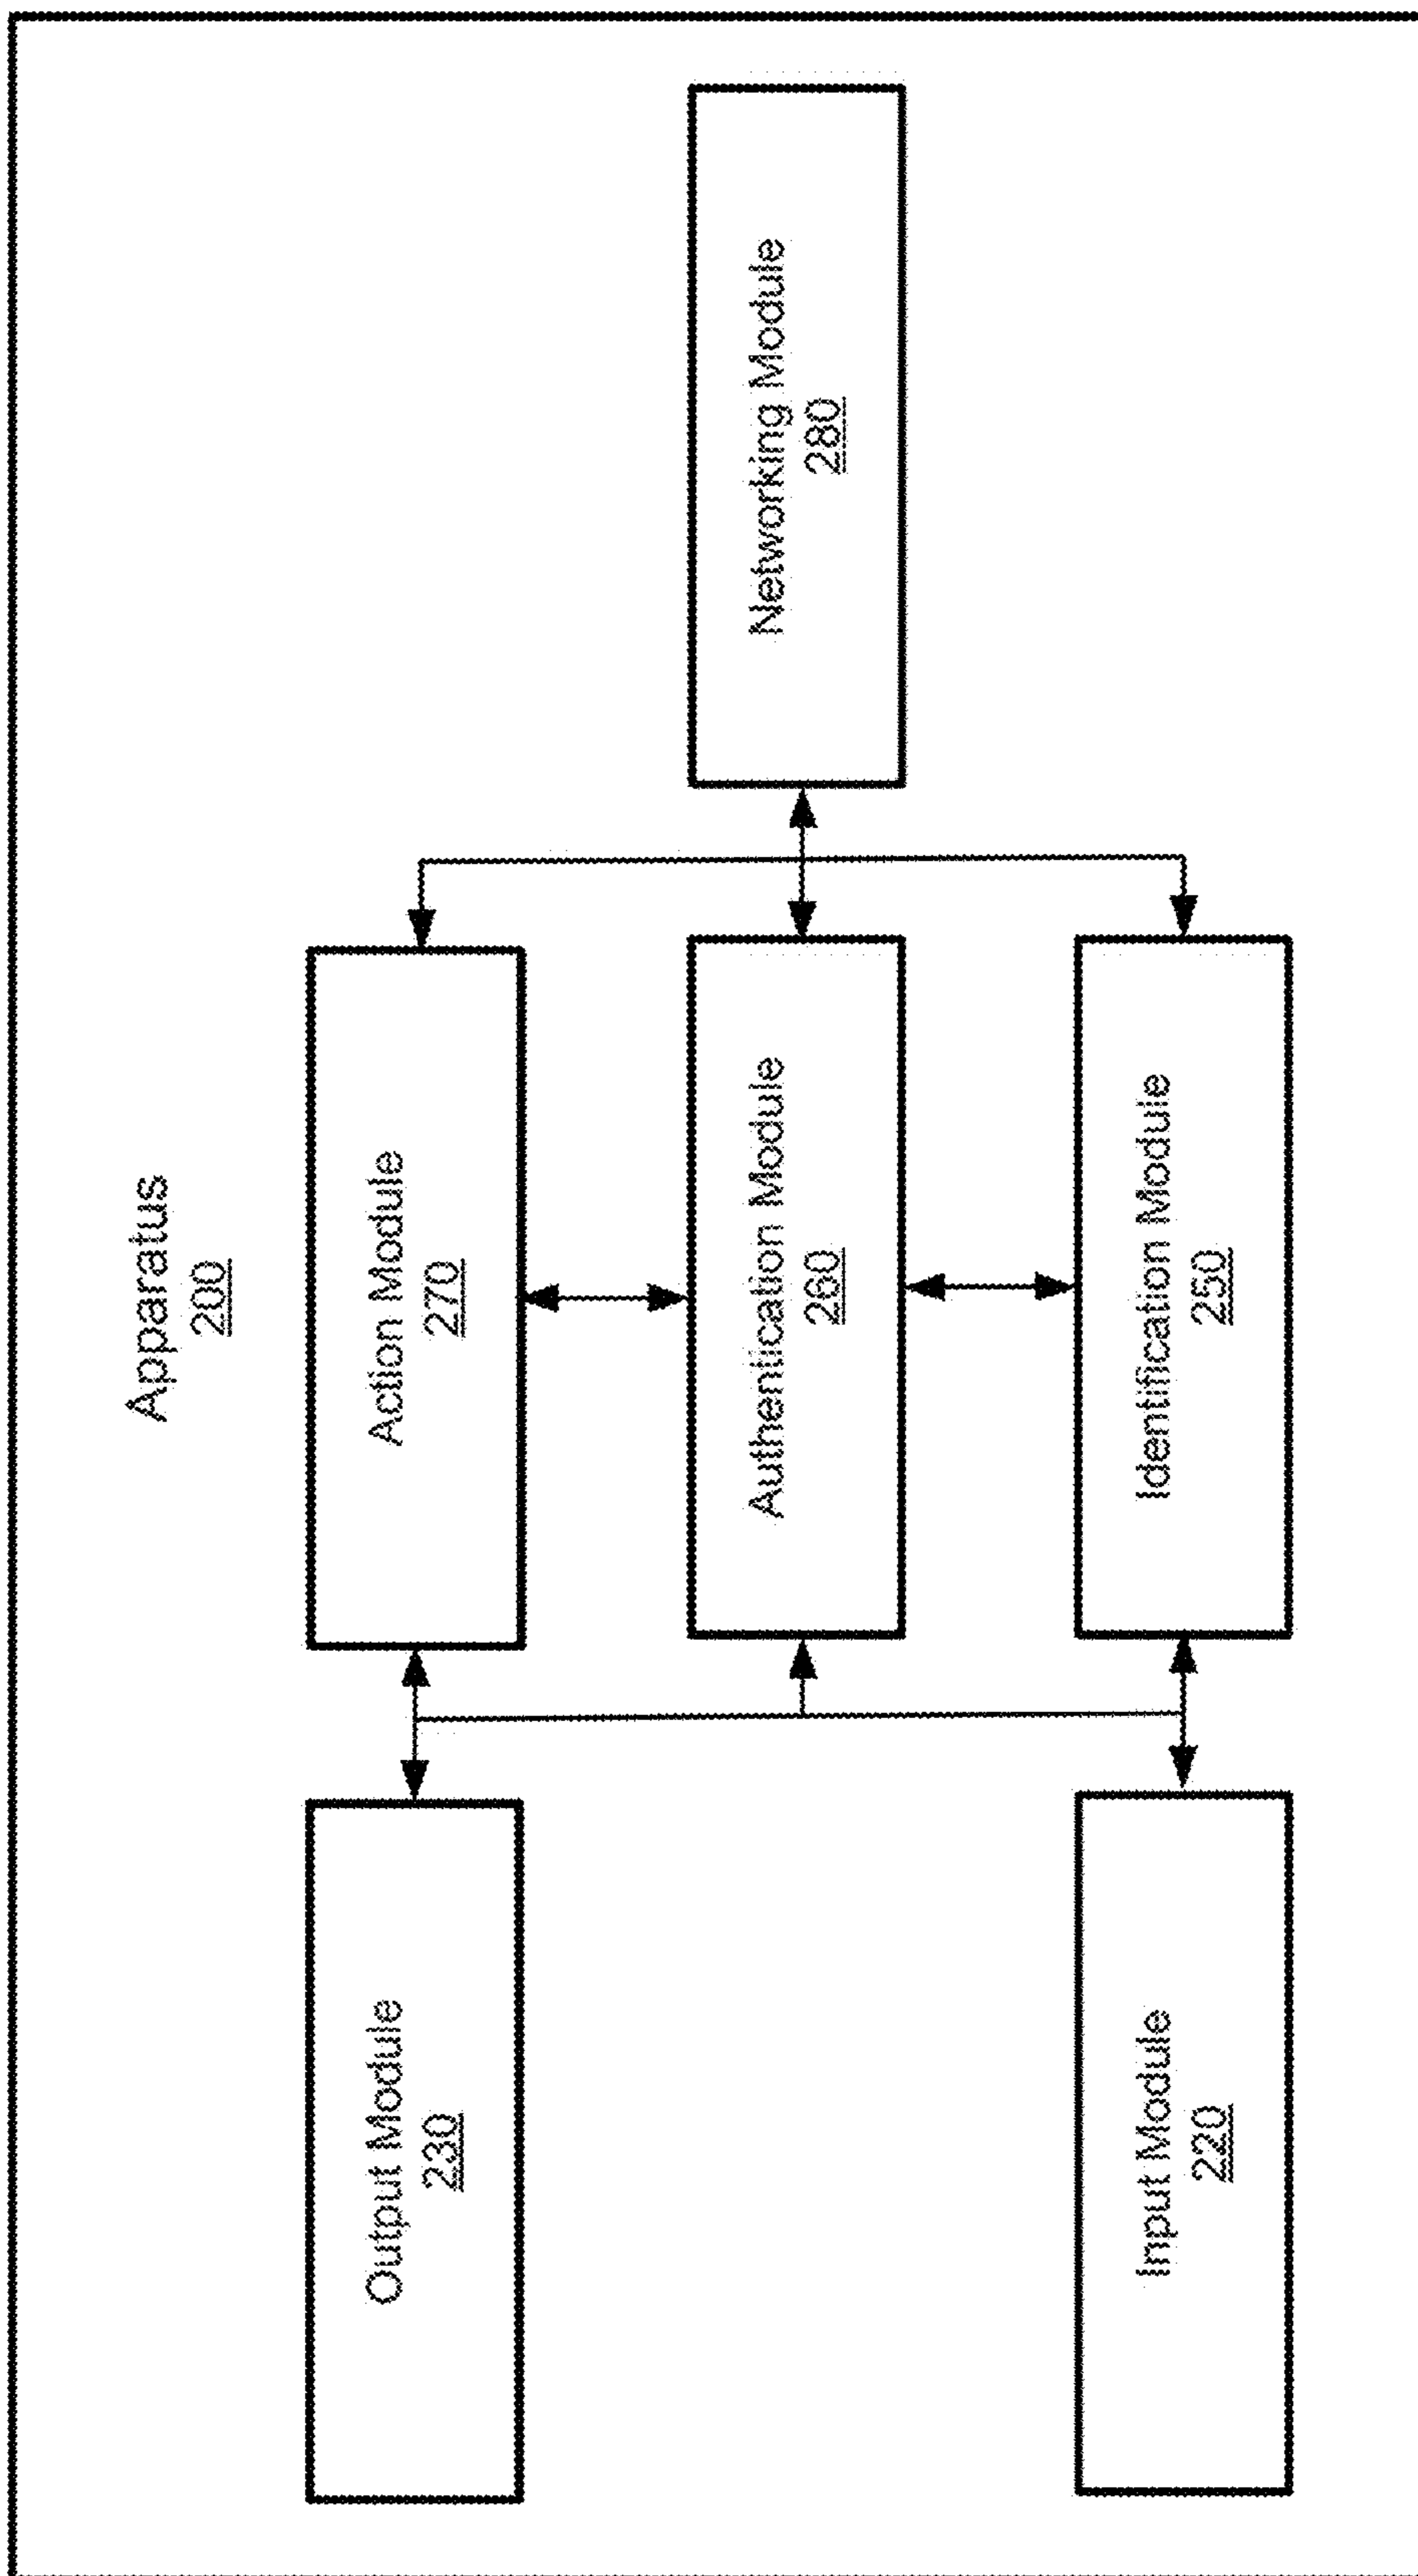 Apparatus
200
Output Module
230
Action Module
270
Authentication Module
260
Networking Module
280
Input Module
220
Identification Module
250